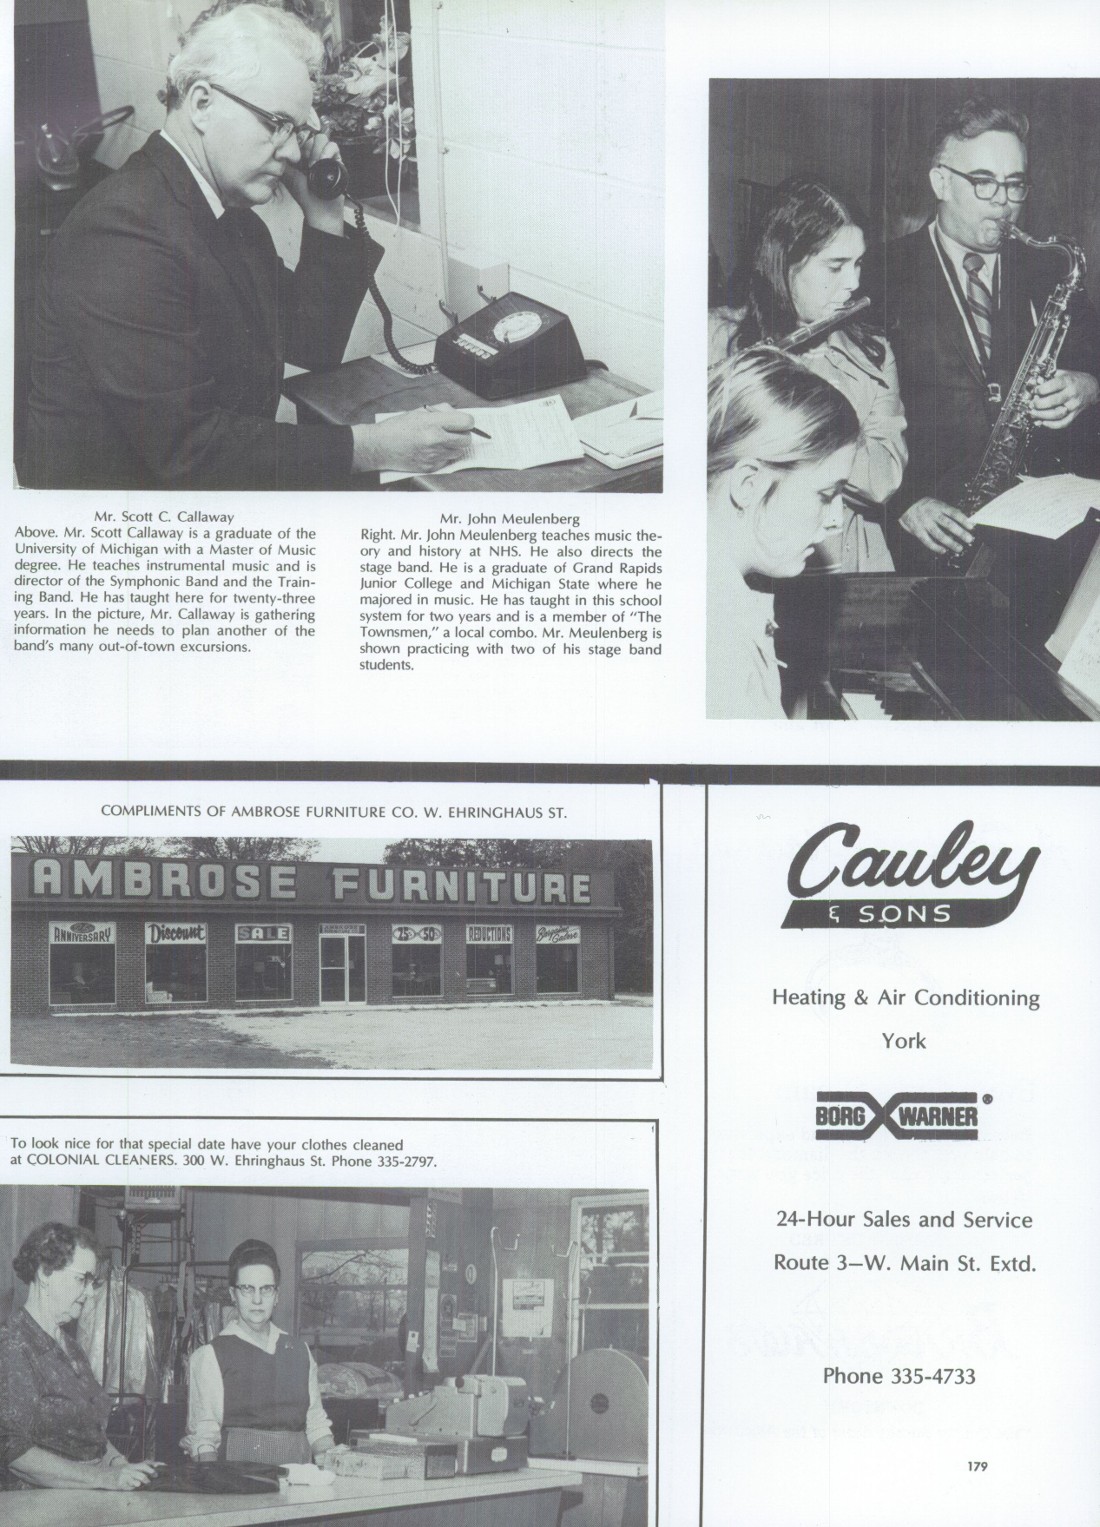 Mr. Scott C. Callaway
Above. Mr. Scott Callaway is a graduate of the
University of Michigan with a Master of Music
degree. He teaches instrumental music and is
director of the Symphonic Band and the Train-
ing Band. He has taught here for twenty-three
years. In the picture, Mr. Callaway is gathering
information he needs to plan another of the
band's many out-of-town excursions.
Mr. John Meulenberg
Right. Mr. John Meulenberg teaches music the-
ory and history at NHS. He also directs the
stage band. He is a graduate of Grand Rapids
Junior College and Michigan State where he
majored in music. He has taught in this school
system for two years and is a member of "The
Townsmen," a local combo. Mr. Meulenberg is
shown practicing with two of his stage band
students.
COMPLIMENTS OF AMBROSE FURNITURE CO. W. EHRINGHAUS ST.
AMBROSE FURNITURE
ANNIVERSARY
Discount
SALE
25% 50%
REDUCTIONS
To look nice for that special date have your clothes cleaned
at COLONIAL CLEANERS. 300 W. Ehringhaus St. Phone 335-2797.
Cauley
& SONS
Heating & Air Conditioning
York
BORG WARNER ®
24-Hour Sales and Service
Route 3—W. Main St. Extd.
Phone 335-4733
179